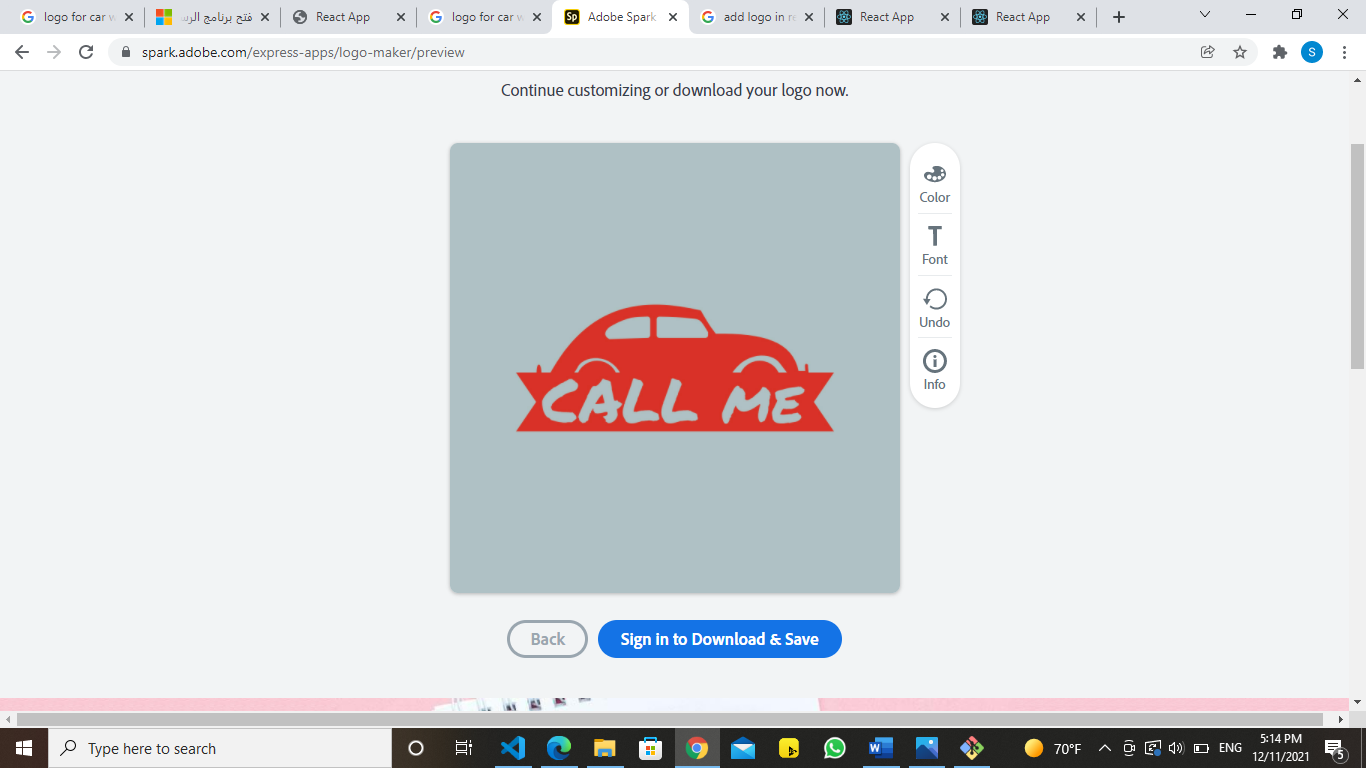 logo for car w
فتح برنامج الرس
React App
logo for car w
Adobe Spark
add logo in re
React App
React App
S
spark.adobe.com/express-apps/logo-maker/preview
Continue customizing or download your logo now.
Color
Font
Undo
Info
CALL ME
Back
Sign in to Download & Save
Type here to search
70°F
ENG
5:14 PM
12/11/2021
5